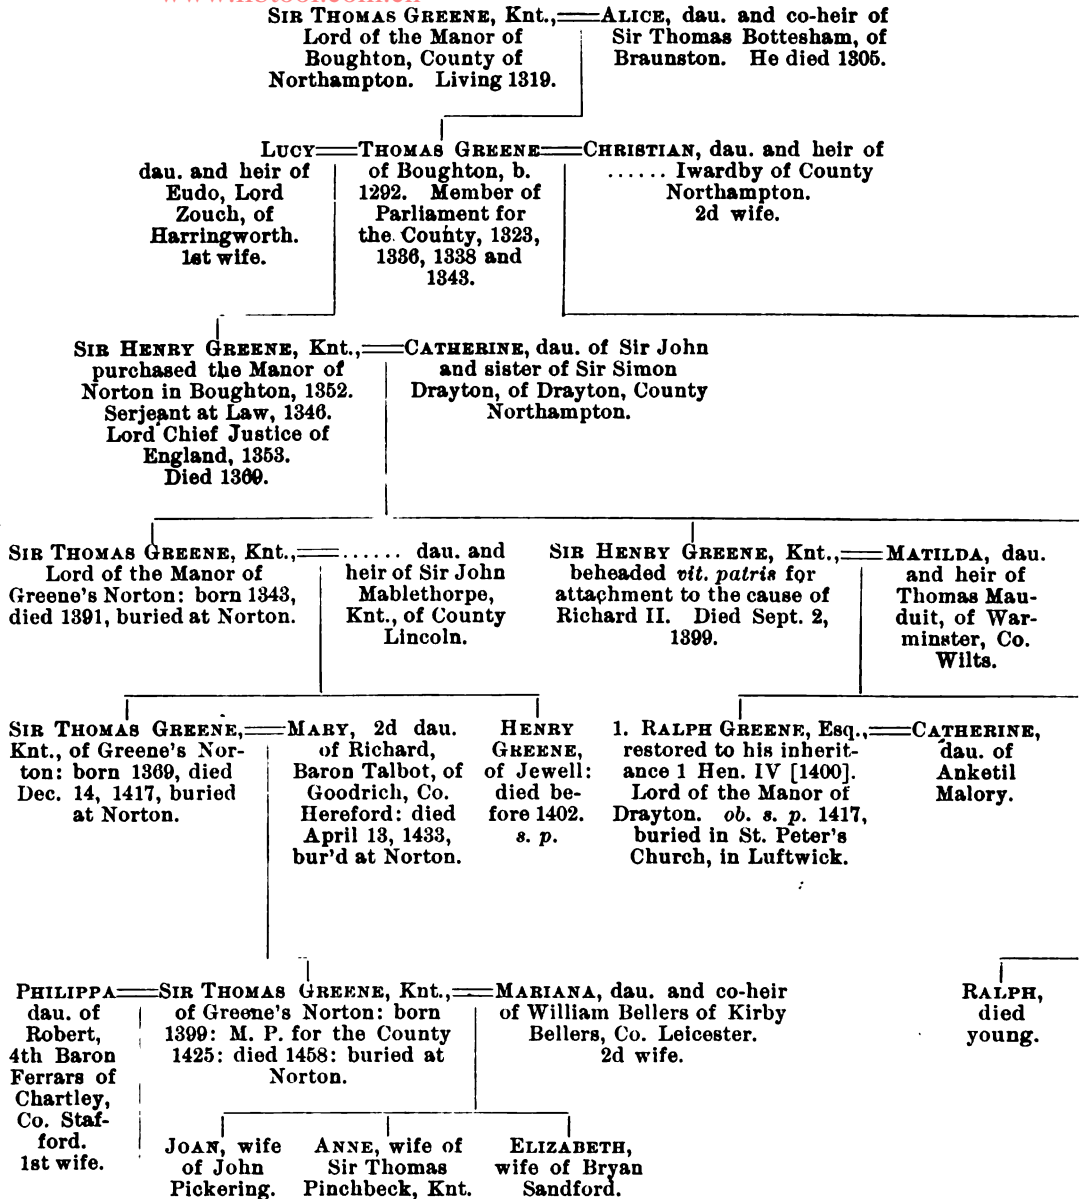 SIR THOMAS GREENE, Knt.,
Lord of the Manor of
Boughton, County of
Northampton. Living 1319.
ALICE, dau. and co-heir of
Sir Thomas Bottesham, of
Braunston. He died 1305.
LUCY
dau. and heir of
Eudo, Lord
Zouch, of
Harringworth.
1st wife.
THOMAS GREENE
of Boughton, b.
1292. Member of
Parliament for
the County, 1323,
1336, 1338 and
1343.
CHRISTIAN, dau. and heir of
...... Iwardby of County
Northampton.
2d wife.
SIR HENRY GREENE, Knt.,
purchased the Manor of
Norton in Boughton, 1352.
Serjeant at Law, 1346.
Lord Chief Justice of
England, 1353.
Died 1369.
CATHERINE, dau. of Sir John
and sister of Sir Simon
Drayton, of Drayton, County
Northampton.
SIR THOMAS GREENE, Knt.,
Lord of the Manor of
Greene's Norton: born 1343,
died 1391, buried at Norton.
...... dau. and
heir of Sir John
Mablethorpe,
Knt., of County
Lincoln.
SIR HENRY GREENE, Knt.,
beheaded vit. patris for
attachment to the cause of
Richard II. Died Sept. 2,
1399.
MATILDA, dau.
and heir of
Thomas Mau-
duit, of War-
minster, Co.
Wilts.
SIR THOMAS GREENE,
Knt., of Greene's Nor-
ton: born 1369, died
Dec. 14, 1417, buried
at Norton.
MARY, 2d dau.
of Richard,
Baron Talbot, of
Goodrich, Co.
Hereford: died
April 13, 1433,
bur'd at Norton.
HENRY
GREENE,
of Jewell:
died be-
fore 1402.
s. p.
1. RALPH GREENE, Esq.,
restored to his inherit-
ance 1 Hen. IV [1400].
Lord of the Manor of
Drayton. ob. s. p. 1417,
buried in St. Peter's
Church, in Luftwick.
CATHERINE,
dau. of
Anketil
Malory.
PHILIPPA
dau. of
Robert,
4th Baron
Ferrars of
Chartley,
Co. Staf-
ford.
1st wife.
SIR THOMAS GREENE, Knt.,
of Greene's Norton: born
1399: M. P. for the County
1425: died 1458: buried at
Norton.
MARIANA, dau. and co-heir
of William Bellers of Kirby
Bellers, Co. Leicester.
2d wife.
RALPH,
died
young.
JOAN, wife
of John
Pickering.
ANNE, wife of
Sir Thomas
Pinchbeck, Knt.
ELIZABETH,
wife of Bryan
Sandford.